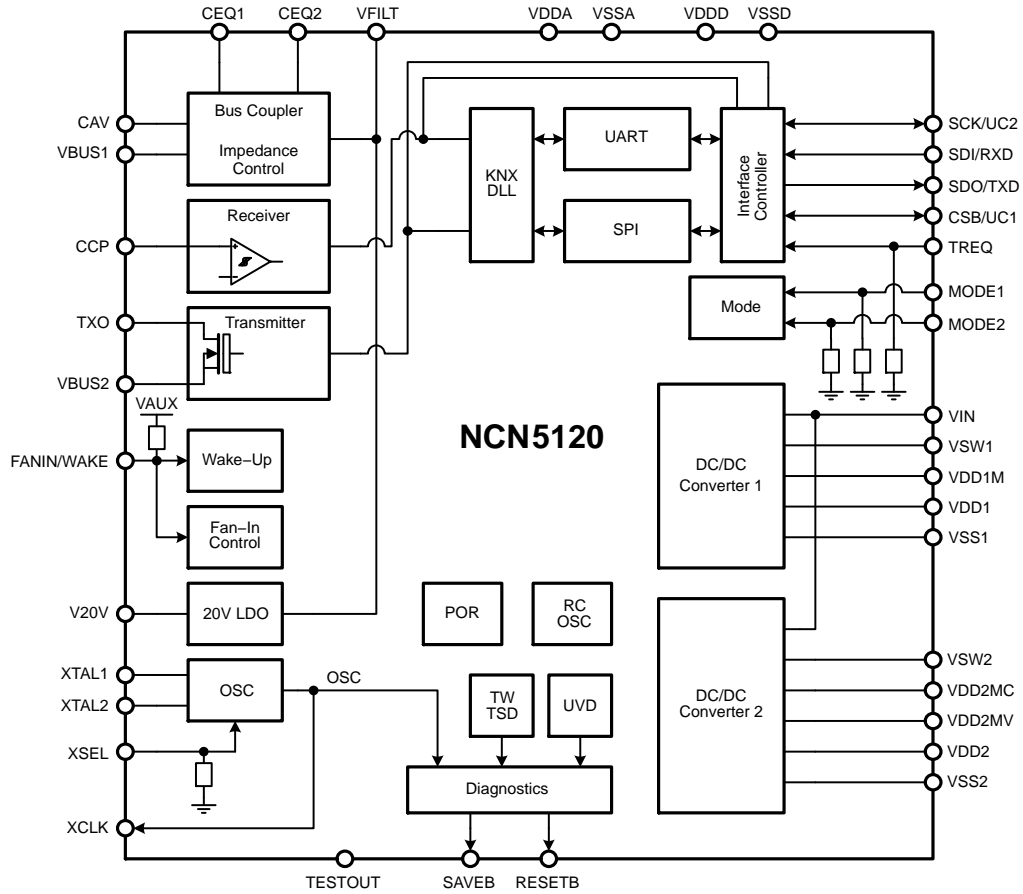 CEQ1 CEQ2 VFILT VDDA VSSA VDDD VSSD
CAV
VBUS1
Bus Coupler
Impedance
Control
CCP
Receiver
TXO
VBUS2
Transmitter
KNX
DLL
UART
SPI
Interface
Controller
SCK/UC2
SDI/RXD
SDO/TXD
CSB/UC1
TREQ
Mode
MODE1
MODE2
VAUX
FANIN/WAKE
Wake−Up
Fan−In
Control
NCN5120
DC/DC
Converter 1
VIN
VSW1
VDD1M
VDD1
VSS1
V20V
20V LDO
POR
RC
OSC
XTAL1
XTAL2
OSC
OSC
XSEL
XCLK
TW
TSD
UVD
Diagnostics
DC/DC
Converter 2
VSW2
VDD2MC
VDD2MV
VDD2
VSS2
TESTOUT SAVEB RESETB